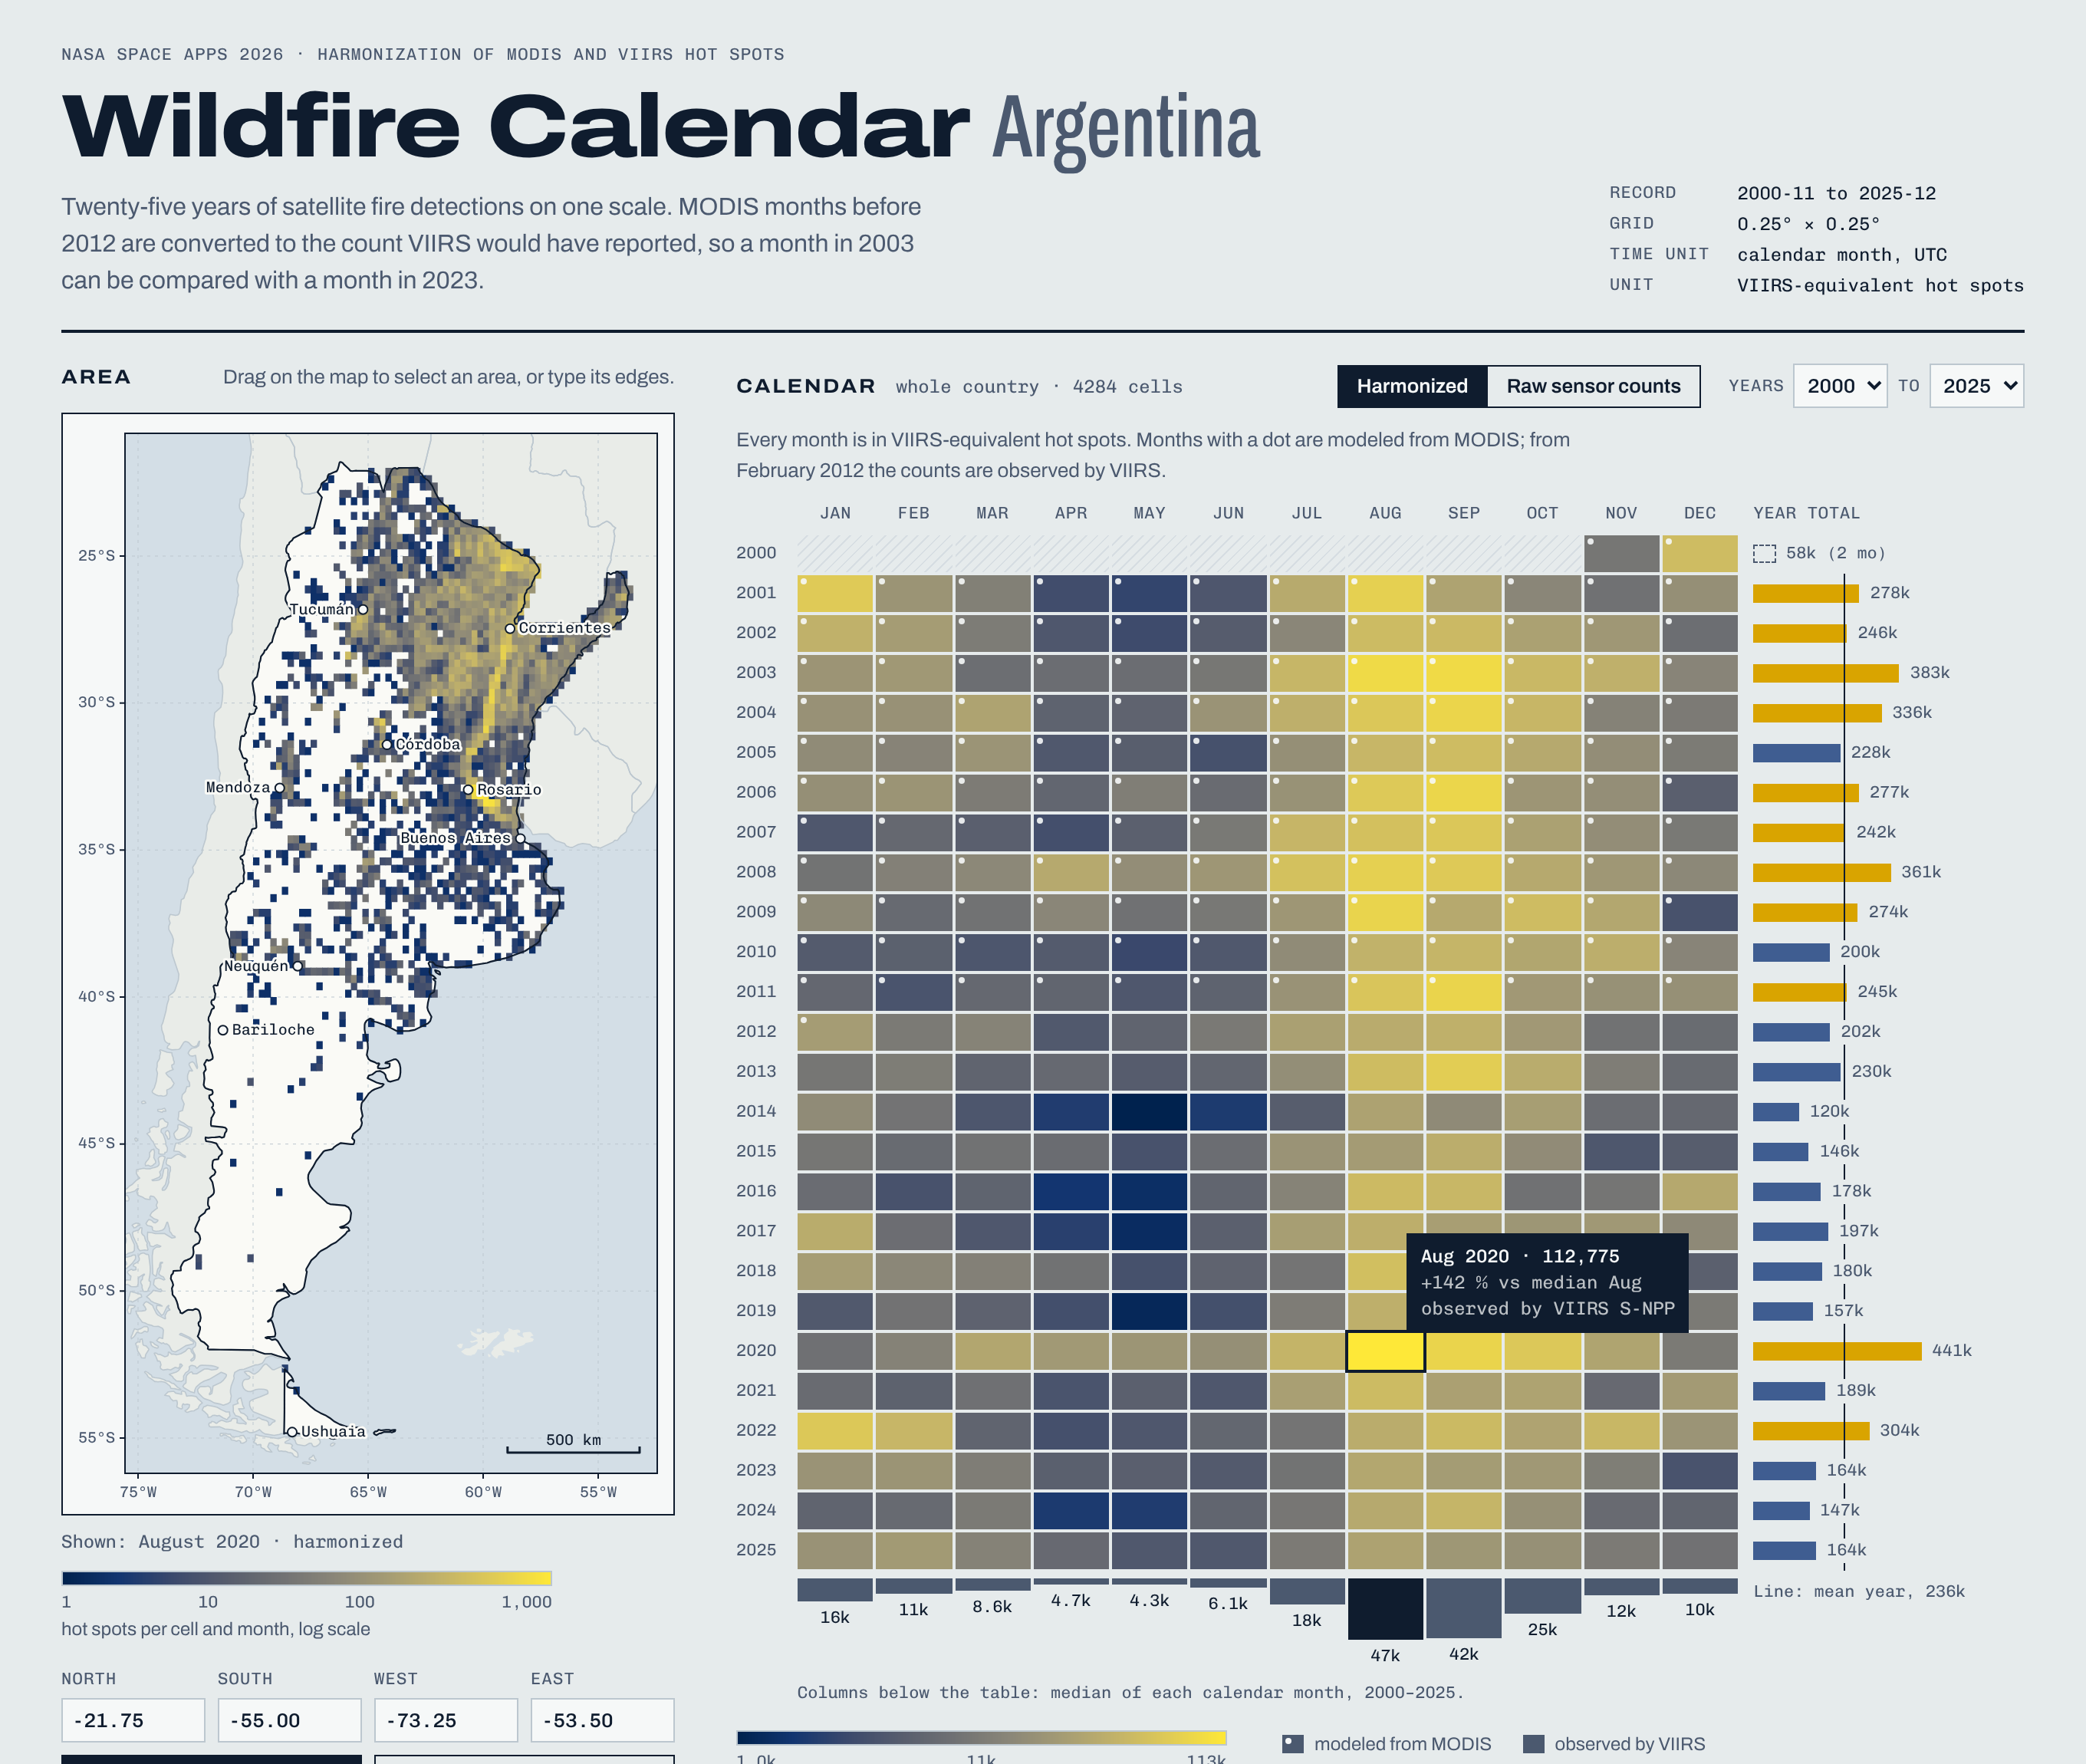 NASA SPACE APPS 2026 · HARMONIZATION OF MODIS AND VIIRS HOT SPOTS
Wildfire Calendar Argentina
Twenty-five years of satellite fire detections on one scale. MODIS months before
2012 are converted to the count VIIRS would have reported, so a month in 2003
can be compared with a month in 2023.
RECORD 2000-11 to 2025-12
GRID 0.25° × 0.25°
TIME UNIT calendar month, UTC
UNIT VIIRS-equivalent hot spots
AREA Drag on the map to select an area, or type its edges.
25°S
30°S
35°S
40°S
45°S
50°S
55°S
Tucumán
Corrientes
Córdoba
Mendoza
Rosario
Buenos Aires
Neuquén
Bariloche
Ushuaia
500 km
75°W 70°W 65°W 60°W 55°W
Shown: August 2020 · harmonized
1 10 100 1,000
hot spots per cell and month, log scale
NORTH SOUTH WEST EAST
-21.75 -55.00 -73.25 -53.50
CALENDAR whole country · 4284 cells
Harmonized Raw sensor counts YEARS 2000 TO 2025
Every month is in VIIRS-equivalent hot spots. Months with a dot are modeled from MODIS; from
February 2012 the counts are observed by VIIRS.
JAN FEB MAR APR MAY JUN JUL AUG SEP OCT NOV DEC YEAR TOTAL
2000 58k (2 mo)
2001 278k
2002 246k
2003 383k
2004 336k
2005 228k
2006 277k
2007 242k
2008 361k
2009 274k
2010 200k
2011 245k
2012 202k
2013 230k
2014 120k
2015 146k
2016 178k
2017 197k
2018 180k
2019 157k
2020 441k
2021 189k
2022 304k
2023 164k
2024 147k
2025 164k
Aug 2020 · 112,775
+142 % vs median Aug
observed by VIIRS S-NPP
16k 11k 8.6k 4.7k 4.3k 6.1k 18k 47k 42k 25k 12k 10k
Line: mean year, 236k
Columns below the table: median of each calendar month, 2000–2025.
1.0k 11k 113k
modeled from MODIS observed by VIIRS